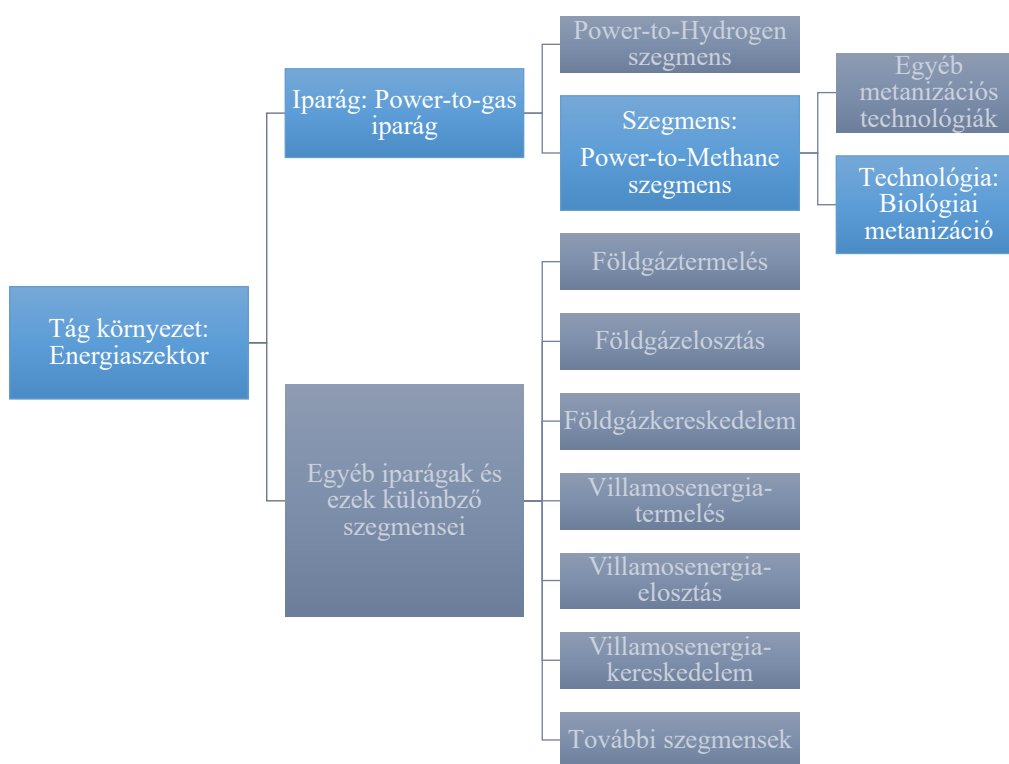 Tág környezet:
Energiaszektor
Iparág: Power-to-gas
iparág
Power-to-Hydrogen
szegmens
Szegmens:
Power-to-Methane
szegmens
Egyéb
metanizációs
technológiák
Technológia:
Biológiai
metanizáció
Egyéb iparágak és
ezek különbző
szegmensei
Földgáztermelés
Földgázelosztás
Földgázkereskedelem
Villamosenergia-
termelés
Villamosenergia-
elosztás
Villamosenergia-
kereskedelem
További szegmensek